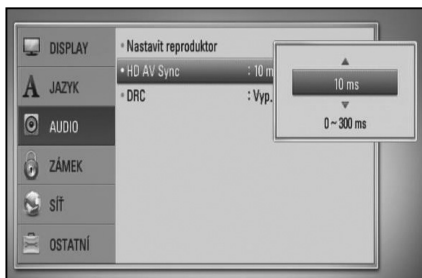 DISPLAY
JAZYK
AUDIO
ZÁMEK
SÍŤ
OSTATNÍ
Nastavit reproduktor
HD AV Sync : 10 m
DRC : Vyp.
10 ms
0 ~ 300 ms